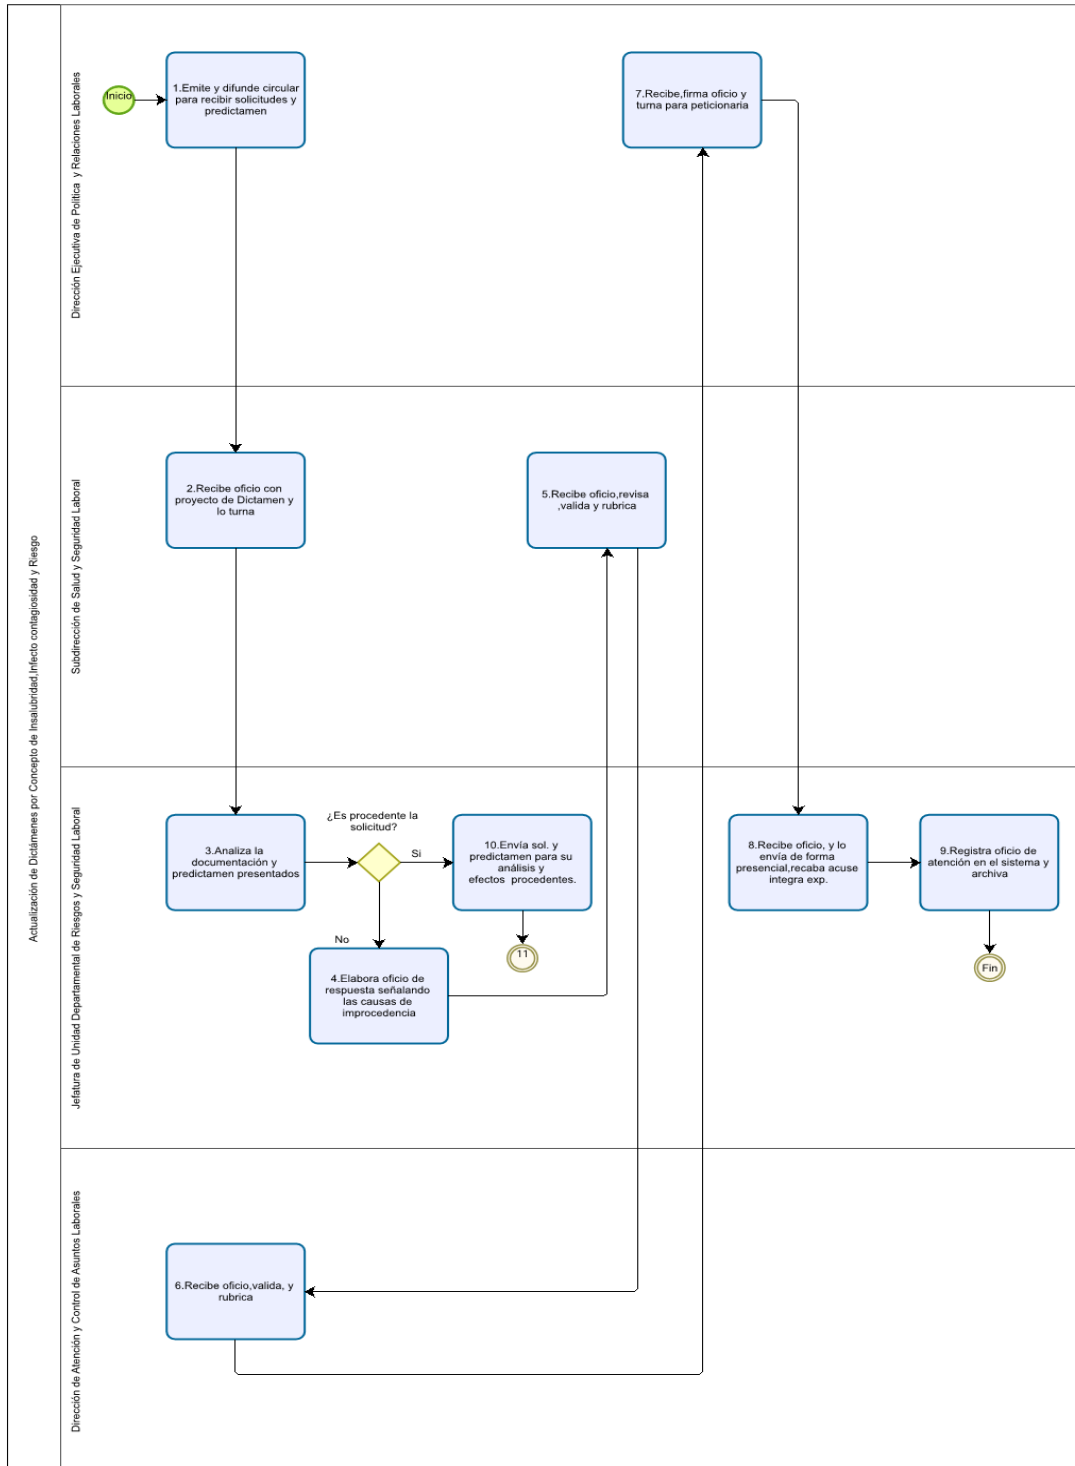 Actualización de Dictámenes por Concepto de Insalubridad,Infecto contagiosidad y Riesgo
Dirección Ejecutiva de Política y Relaciones Laborales
Inicio
1.Emite y difunde circular
para recibir solicitudes y
predictamen
7.Recibe,firma oficio y
turna para peticionaria
Subdirección de Salud y Seguridad Laboral
2.Recibe oficio con
proyecto de Dictamen y
lo turna
5.Recibe oficio,revisa
,valida y rubrica
Jefatura de Unidad Departamental de Riesgos y Seguridad Laboral
3.Analiza la
documentación y
predictamen presentados
¿Es procedente la
solicitud?
Si
No
10.Envía sol. y
predictamen para su
análisis y
efectos procedentes.
11
4.Elabora oficio de
respuesta señalando
las causas de
improcedencia
8.Recibe oficio, y lo
envía de forma
presencial,recaba acuse
integra exp.
9.Registra oficio de
atención en el sistema y
archiva
Fin
Dirección de Atención y Control de Asuntos Laborales
6.Recibe oficio,valida, y
rubrica